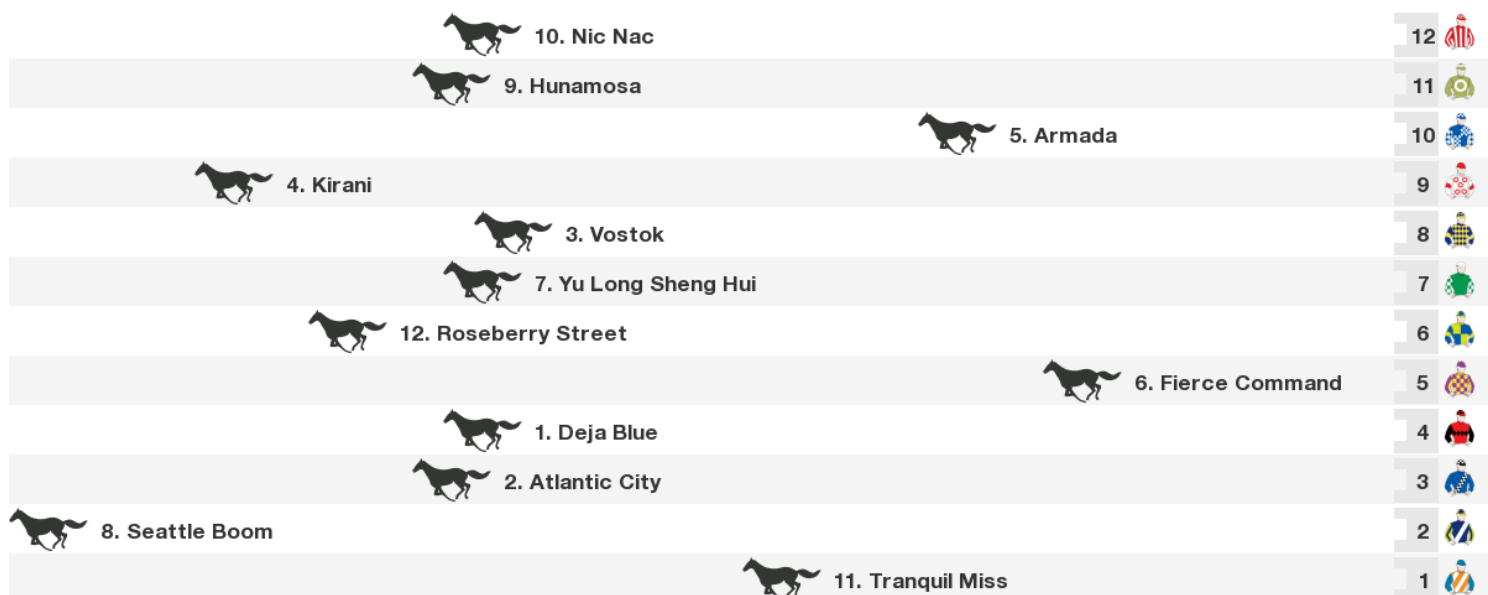 10. Nic Nac 12
9. Hunamosa 11
5. Armada 10
4. Kirani 9
3. Vostok 8
7. Yu Long Sheng Hui 7
12. Roseberry Street 6
6. Fierce Command 5
1. Deja Blue 4
2. Atlantic City 3
8. Seattle Boom 2
11. Tranquil Miss 1